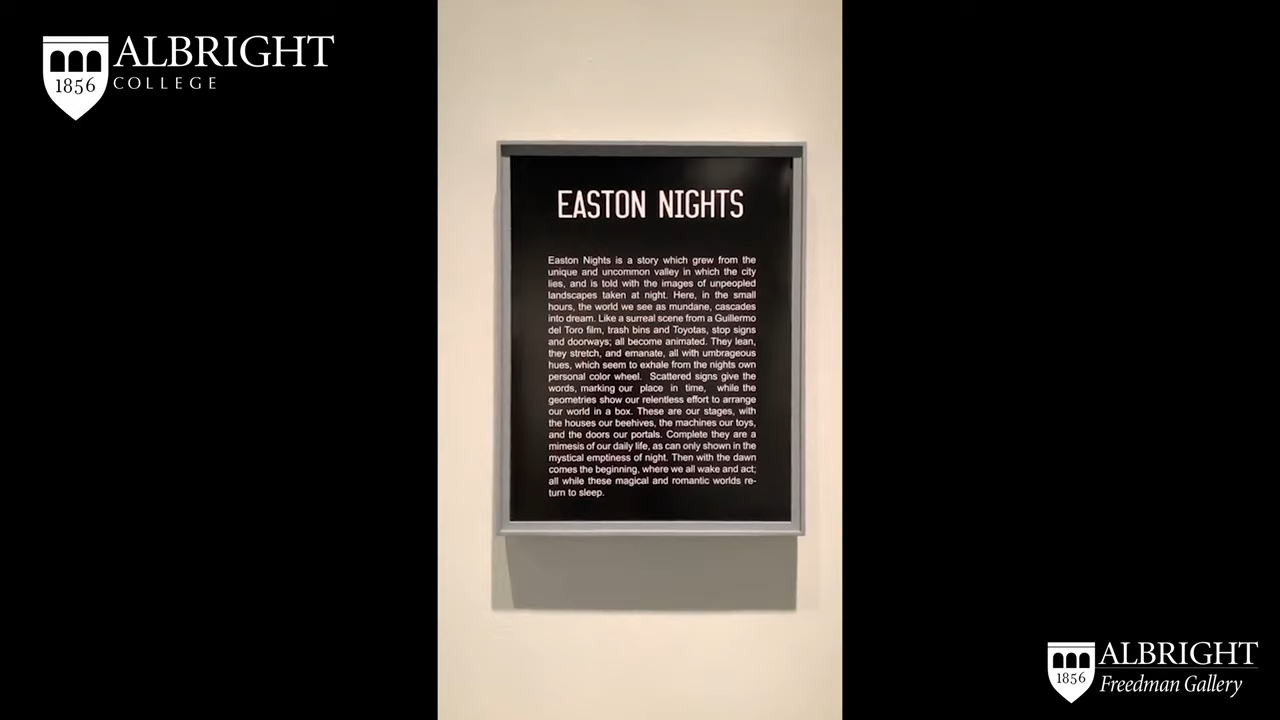 ALBRIGHT
COLLEGE
1856
EASTON NIGHTS
Easton Nights is a story which grew from the
unique and uncommon valley in which the city
lies, and is told with the images of unpeopled
landscapes taken at night. Here, in the small
hours, the world we see as mundane, cascades
into dream. Like a surreal scene from a Guillermo
del Toro film, trash bins and Toyotas, stop signs
and doorways; all become animated. They lean,
they stretch, and emanate, all with umbrageous
hues, which seem to exhale from the nights own
personal color wheel. Scattered signs give the
words, marking our place in time, while the
geometries show our relentless effort to arrange
our world in a box. These are our stages, with
the houses our beehives, the machines our toys,
and the doors our portals. Complete they are a
mimesis of our daily life, as can only shown in the
mystical emptiness of night. Then with the dawn
comes the beginning, where we all wake and act;
all while these magical and romantic worlds re-
turn to sleep.
ALBRIGHT
1856
Freedman Gallery